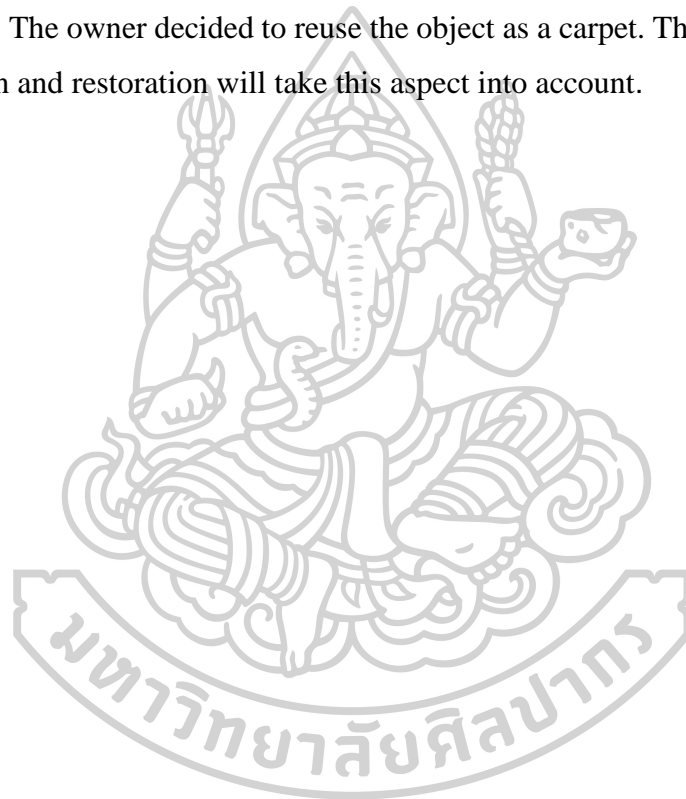 The owner decided to reuse the object as a carpet. Th
n and restoration will take this aspect into account.
มหาวิทยาลัยศิลปากร